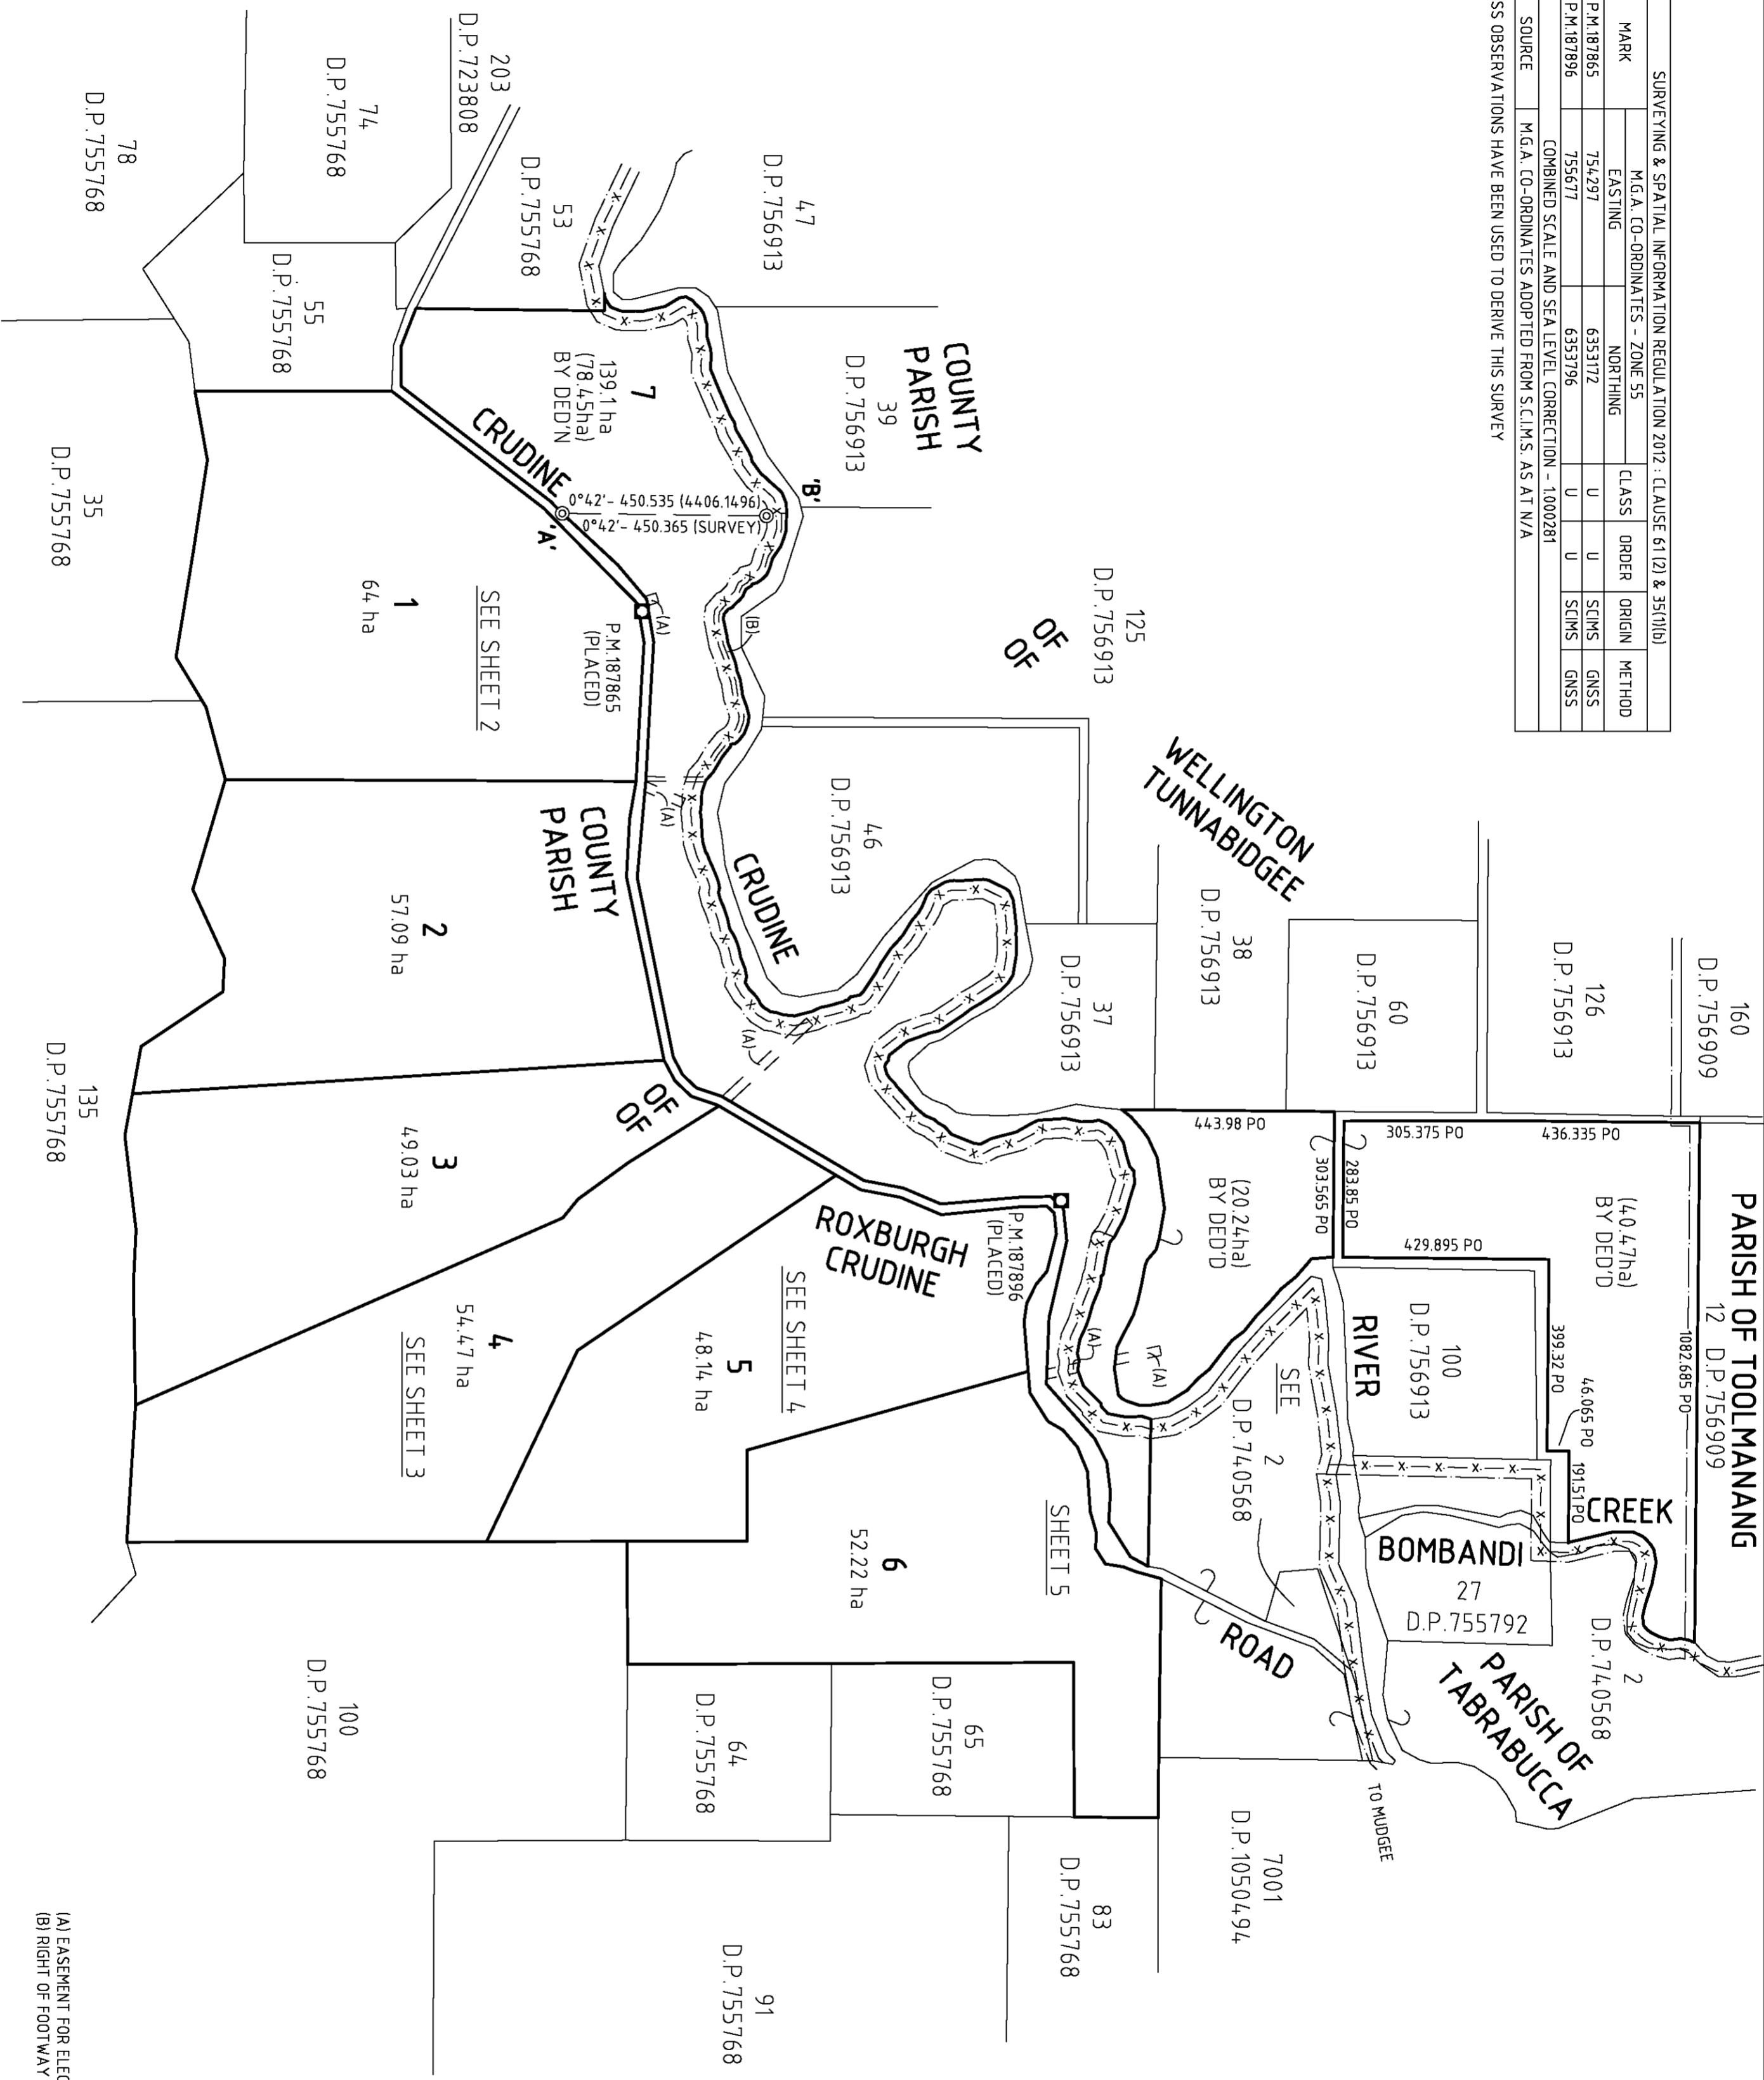 SURVEYING & SPATIAL INFORMATION REGULATION 2012 : CLAUSE 61 (2) & 35(1)(b)
MARK
M.G.A. CO-ORDINATES - ZONE 55
EASTING
NORTHING
CLASS
ORDER
ORIGIN
METHOD
P.M.187865 754297 6353172 U U SCIMS GNSS
P.M.187896 755677 6353796 U U SCIMS GNSS
COMBINED SCALE AND SEA LEVEL CORRECTION - 1.000281
SOURCE M.G.A. CO-ORDINATES ADOPTED FROM S.C.I.M.S. AS AT N/A
SS OBSERVATIONS HAVE BEEN USED TO DERIVE THIS SURVEY
160
D.P.756909
126
D.P.756913
60
D.P.756913
38
D.P.756913
37
D.P.756913
125
D.P.756913
46
D.P.756913
39
D.P.756913
47
D.P.756913
53
D.P.755768
203
D.P.723808
74
D.P.755768
78
D.P.755768
55
D.P.755768
35
D.P.755768
135
D.P.755768
COUNTY
PARISH
OF
OF
WELLINGTON
TUNNABIDGEE
7
139.1 ha
(78.45ha)
BY DED'N
CRUDINE
0°42'- 450.535 (4406.1496)
0°42'- 450.365 (SURVEY)
'A'
'B'
(A)
(B)
P.M.187865
(PLACED)
SEE SHEET 2
1
64 ha
(A)
COUNTY
PARISH
OF
OF
ROXBURGH
CRUDINE
CRUDINE
(A)
2
57.09 ha
3
49.03 ha
4
54.47 ha
SEE SHEET 3
5
48.14 ha
SEE SHEET 4
6
52.22 ha
P.M.187896
(PLACED)
SEE
SHEET 5
(A)
(A)
443.98 PO
303.565 PO
283.85 PO
305.375 PO
436.335 PO
(20.24ha)
BY DED'D
(40.47ha)
BY DED'D
429.895 PO
399.32 PO
46.065 PO
191.51 PO
1082.685 PO
PARISH OF TOOLMANANG
12 D.P.756909
RIVER
100
D.P.756913
2
D.P.740568
CREEK
BOMBANDI
27
D.P.755792
2
D.P.740568
PARISH OF
TABRABUCCA
ROAD
TO MUDGEE
7001
D.P.1050494
83
D.P.755768
65
D.P.755768
64
D.P.755768
100
D.P.755768
91
D.P.755768
(A) EASEMENT FOR ELEC
(B) RIGHT OF FOOTWAY